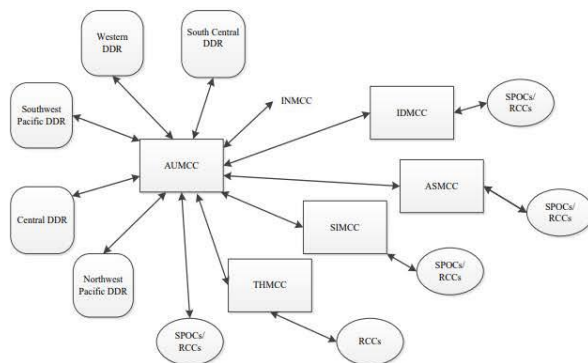 Western
DDR
South Central
DDR
Southwest
Pacific DDR
INMCC
IDMCC
SPOCs/
RCCs
AUMCC
ASMCC
SPOCs/
RCCs
Central DDR
SIMCC
SPOCs/
RCCs
Northwest
Pacific DDR
THMCC
SPOCs/
RCCs
RCCs